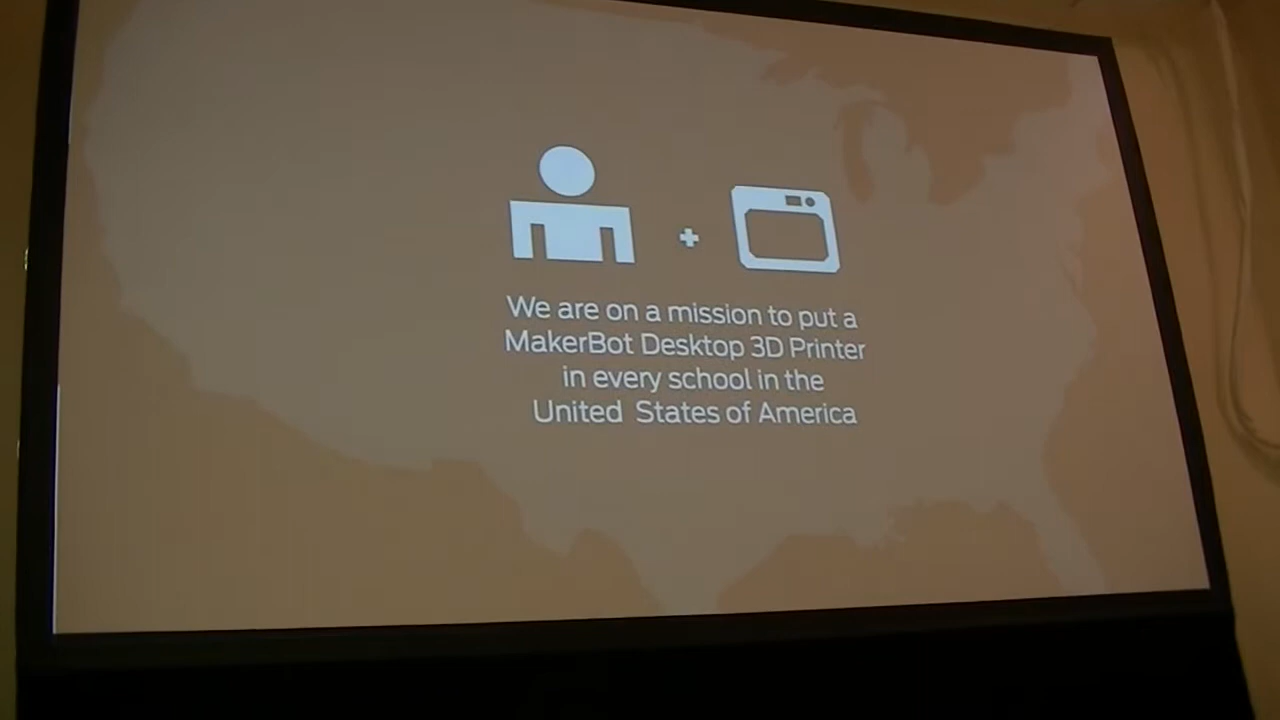 We are on a mission to put a
MakerBot Desktop 3D Printer
in every school in the
United States of America